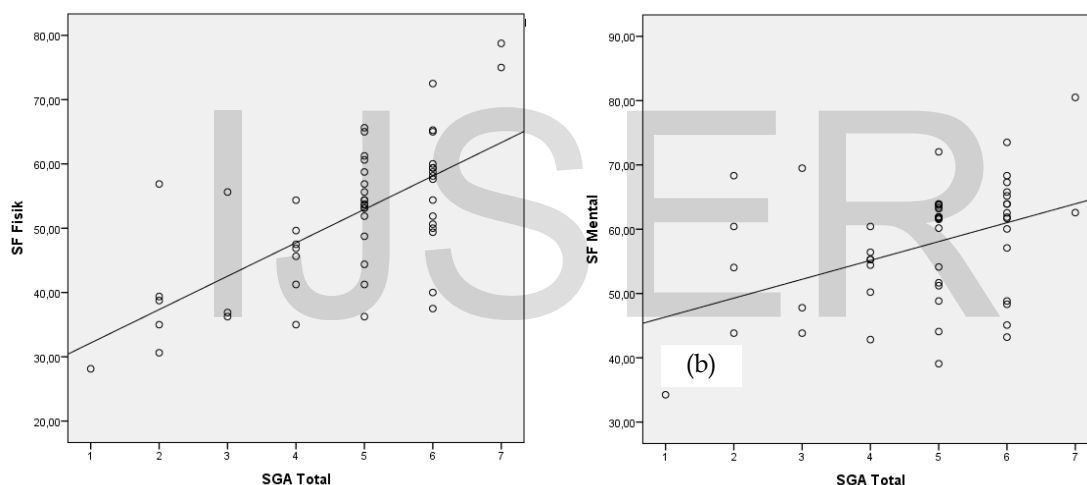 80,00
70,00
60,00
50,00
40,00
30,00
20,00
SF Fisik
1 2 3 4 5 6 7
SGA Total
90,00
80,00
70,00
60,00
50,00
40,00
30,00
SF Mental
(b)
1 2 3 4 5 6 7
SGA Total
IJSER